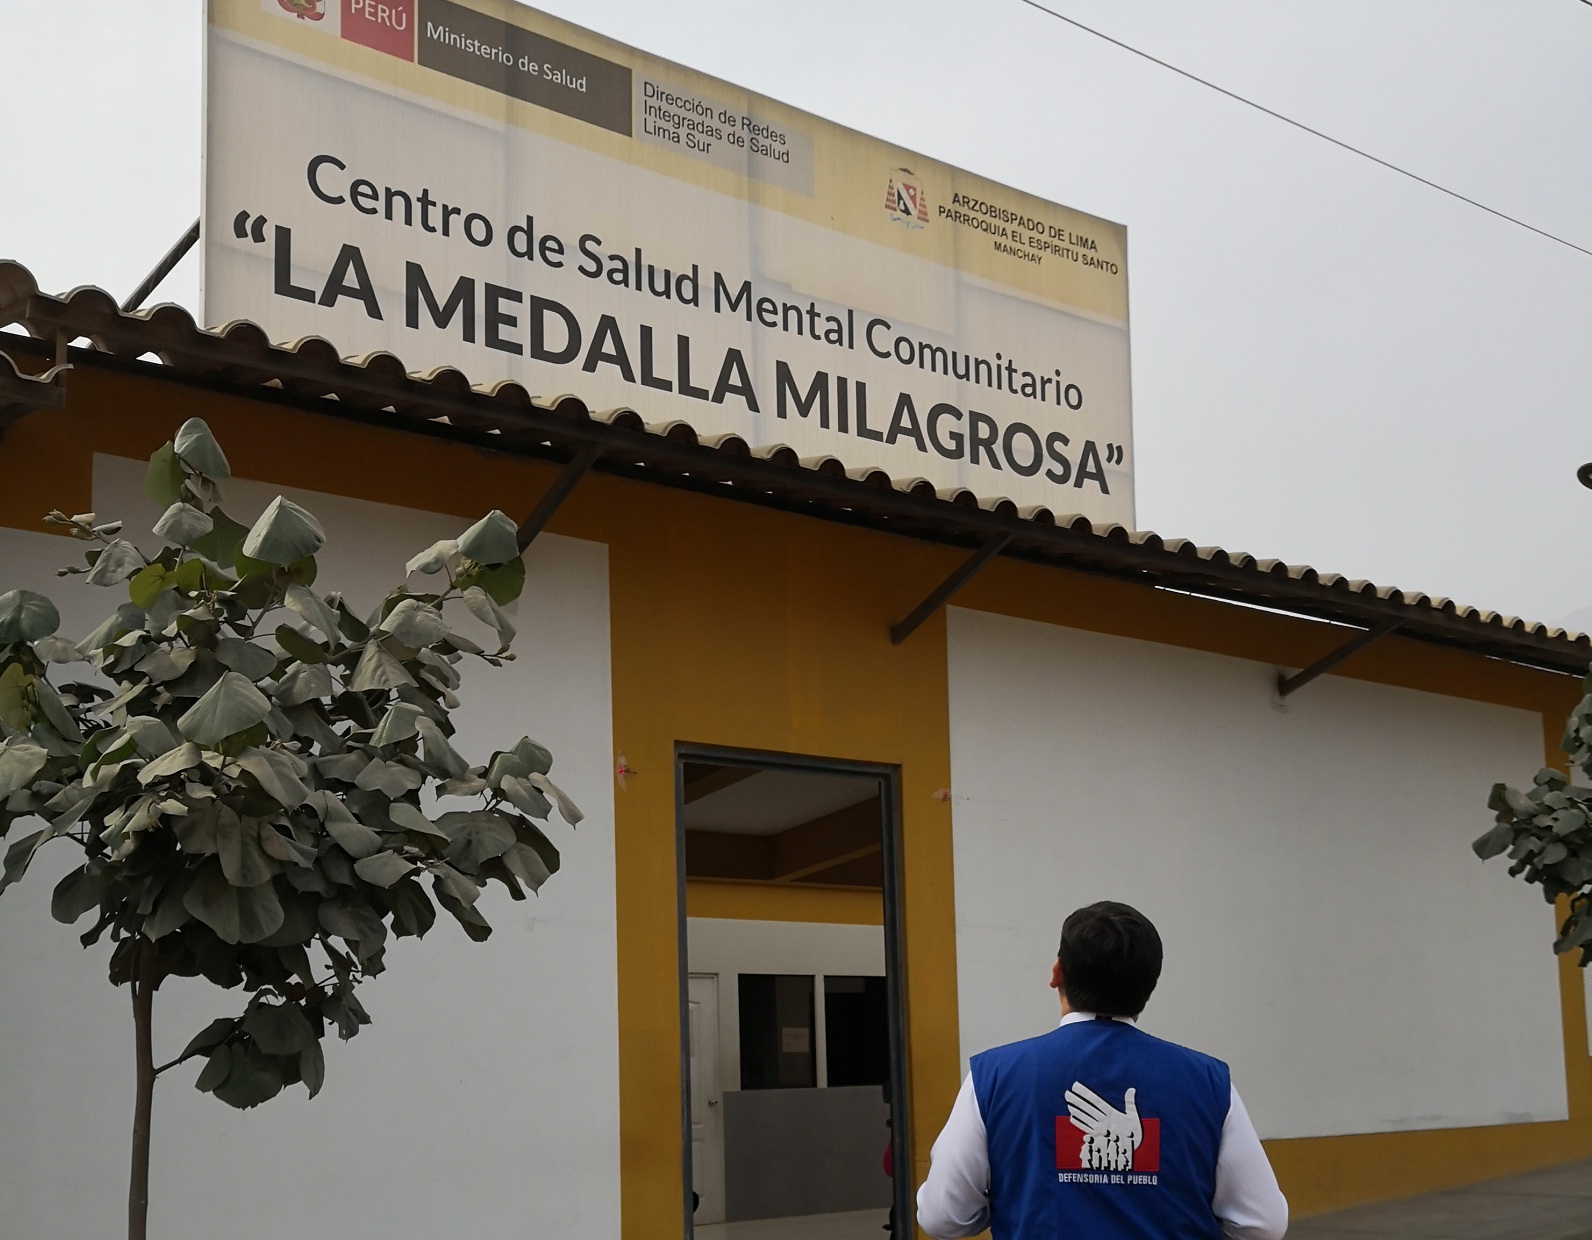 PERÚ
Ministerio de Salud
Dirección de Redes
Integradas de Salud
Lima Sur
ARZOBISPADO DE LIMA
PARROQUIA EL ESPÍRITU SANTO
MANCHAY
Centro de Salud Mental Comunitario
“LA MEDALLA MILAGROSA”
DEFENSORIA DEL PUEBLO